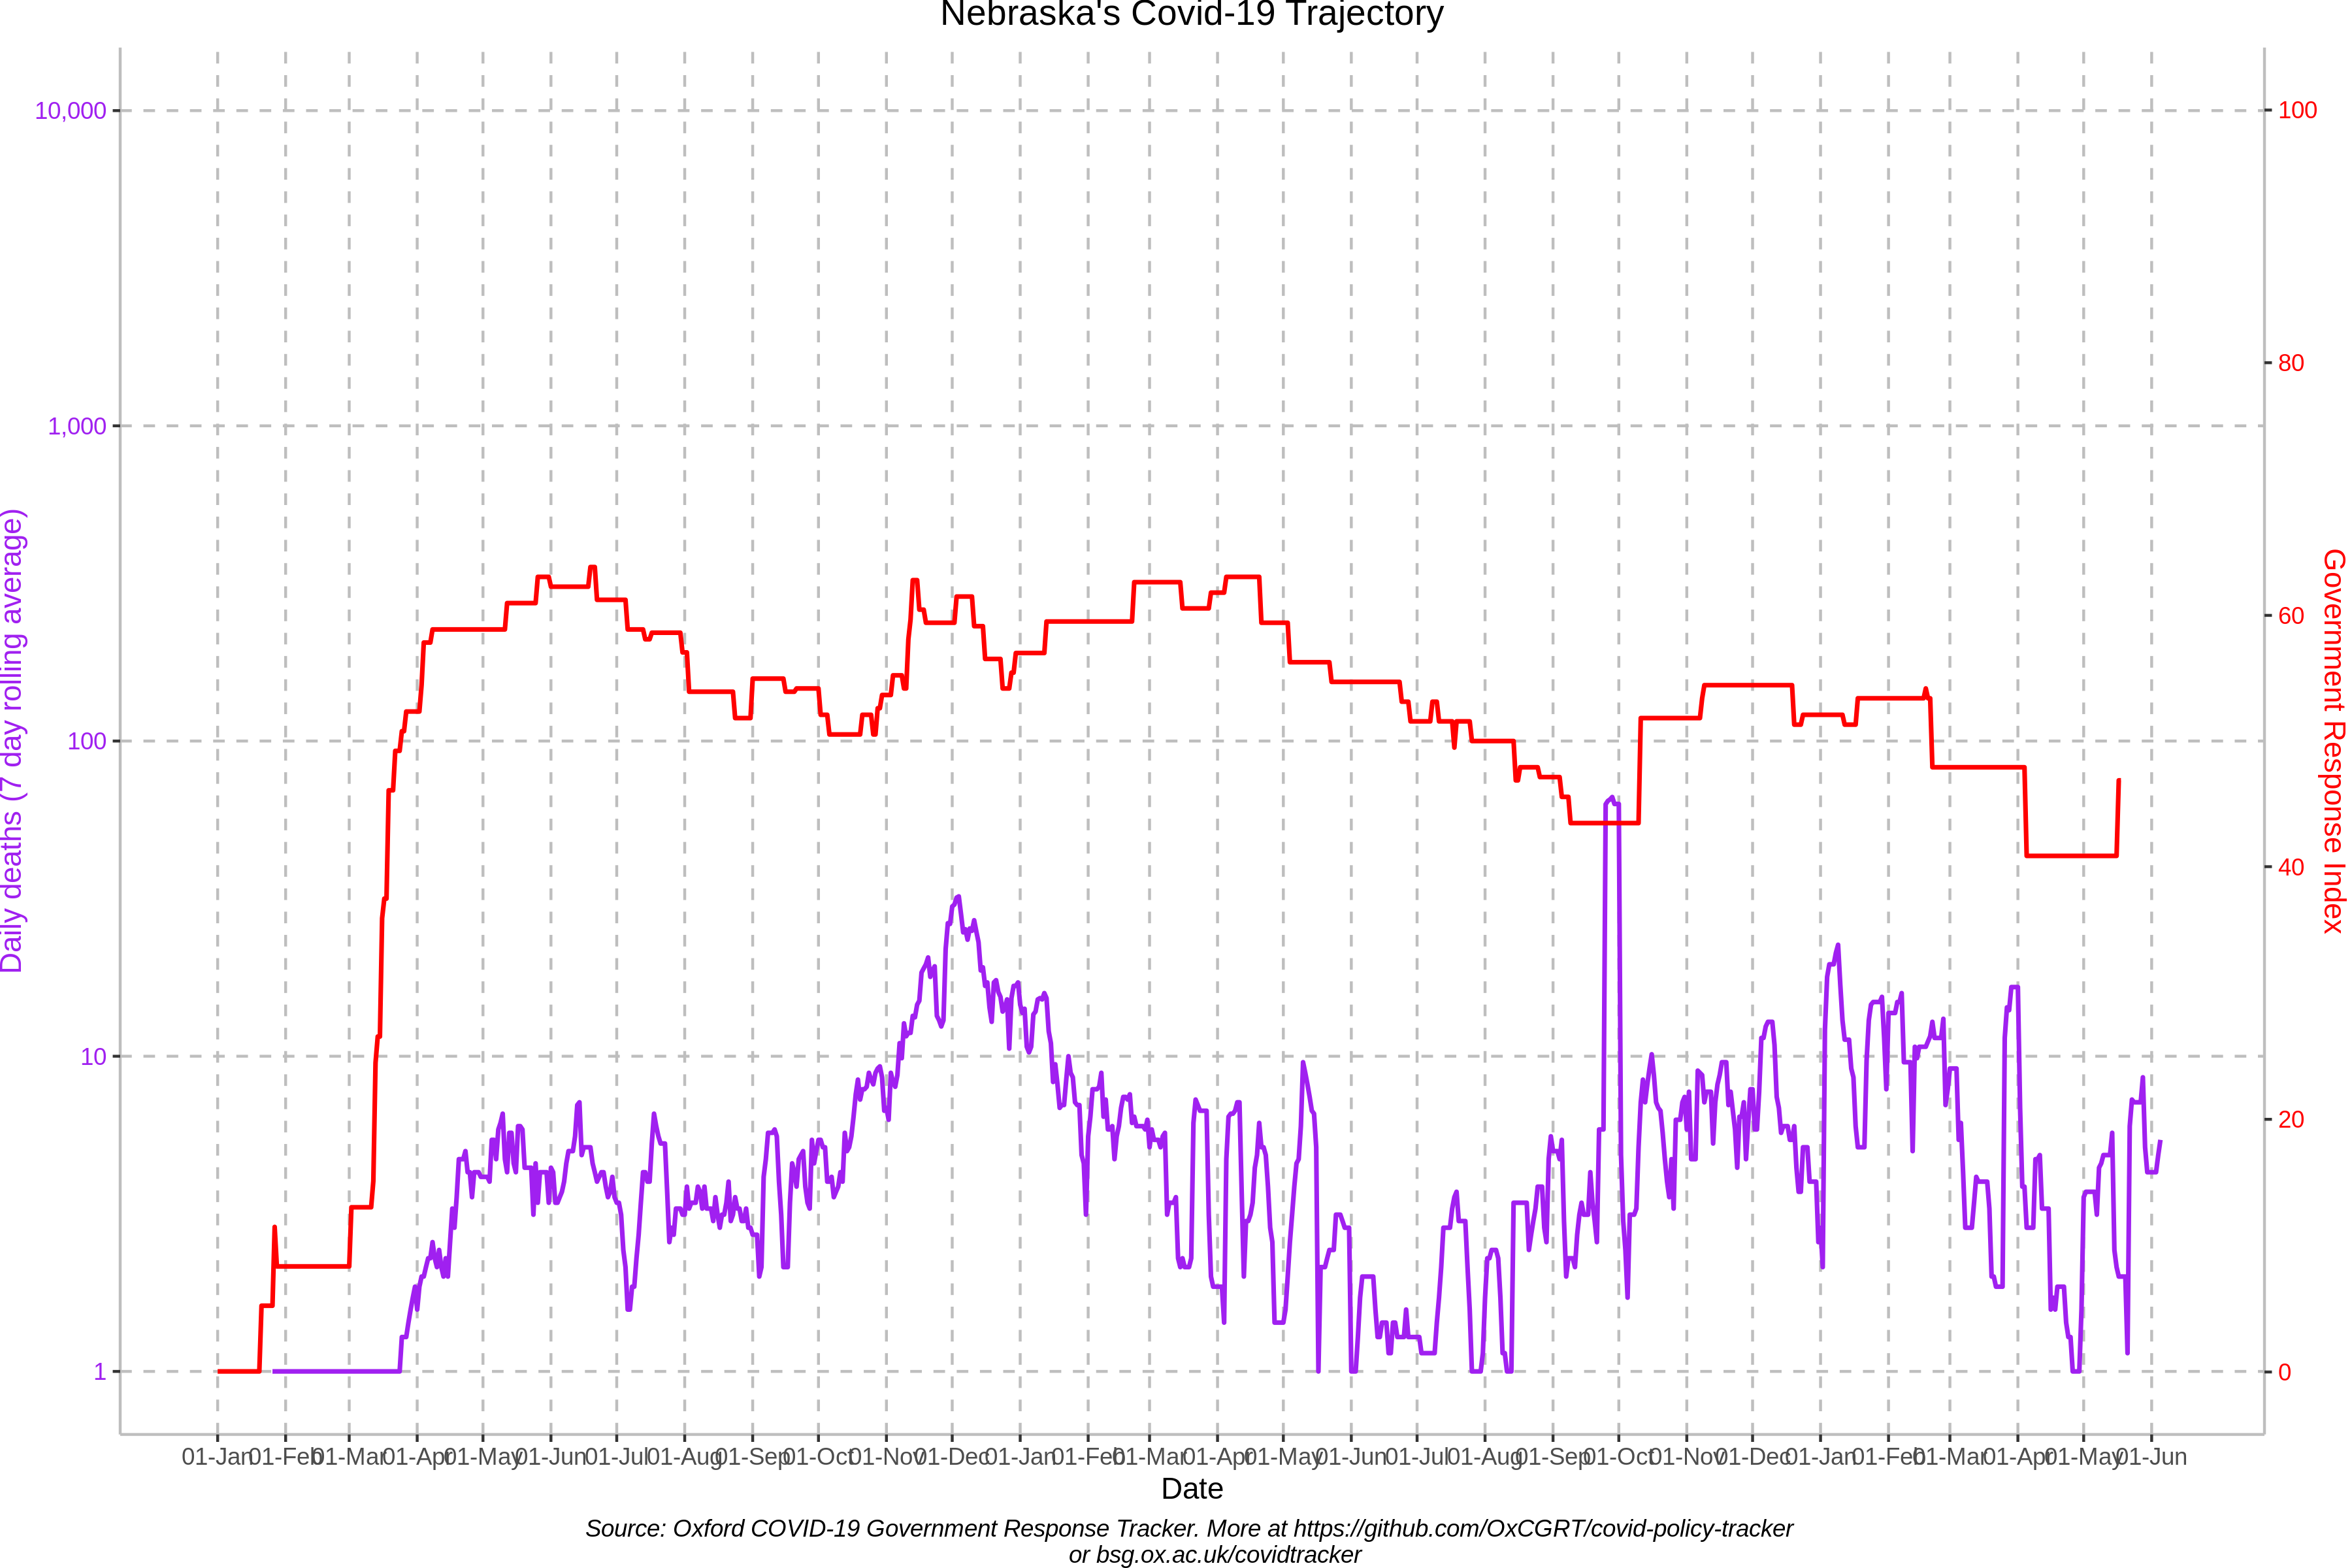 Nebraska's Covid-19 Trajectory
10,000
1,000
100
10
1
Daily deaths (7 day rolling average)
100
80
60
40
20
0
Government Response Index
01-Jan 01-Feb 01-Mar 01-Apr 01-May 01-Jun 01-Jul 01-Aug 01-Sep 01-Oct 01-Nov 01-Dec 01-Jan 01-Feb 01-Mar 01-Apr 01-May 01-Jun 01-Jul 01-Aug 01-Sep 01-Oct 01-Nov 01-Dec 01-Jan 01-Feb 01-Mar 01-Apr 01-May 01-Jun
Date
Source: Oxford COVID-19 Government Response Tracker. More at https://github.com/OxCGRT/covid-policy-tracker
or bsg.ox.ac.uk/covidtracker